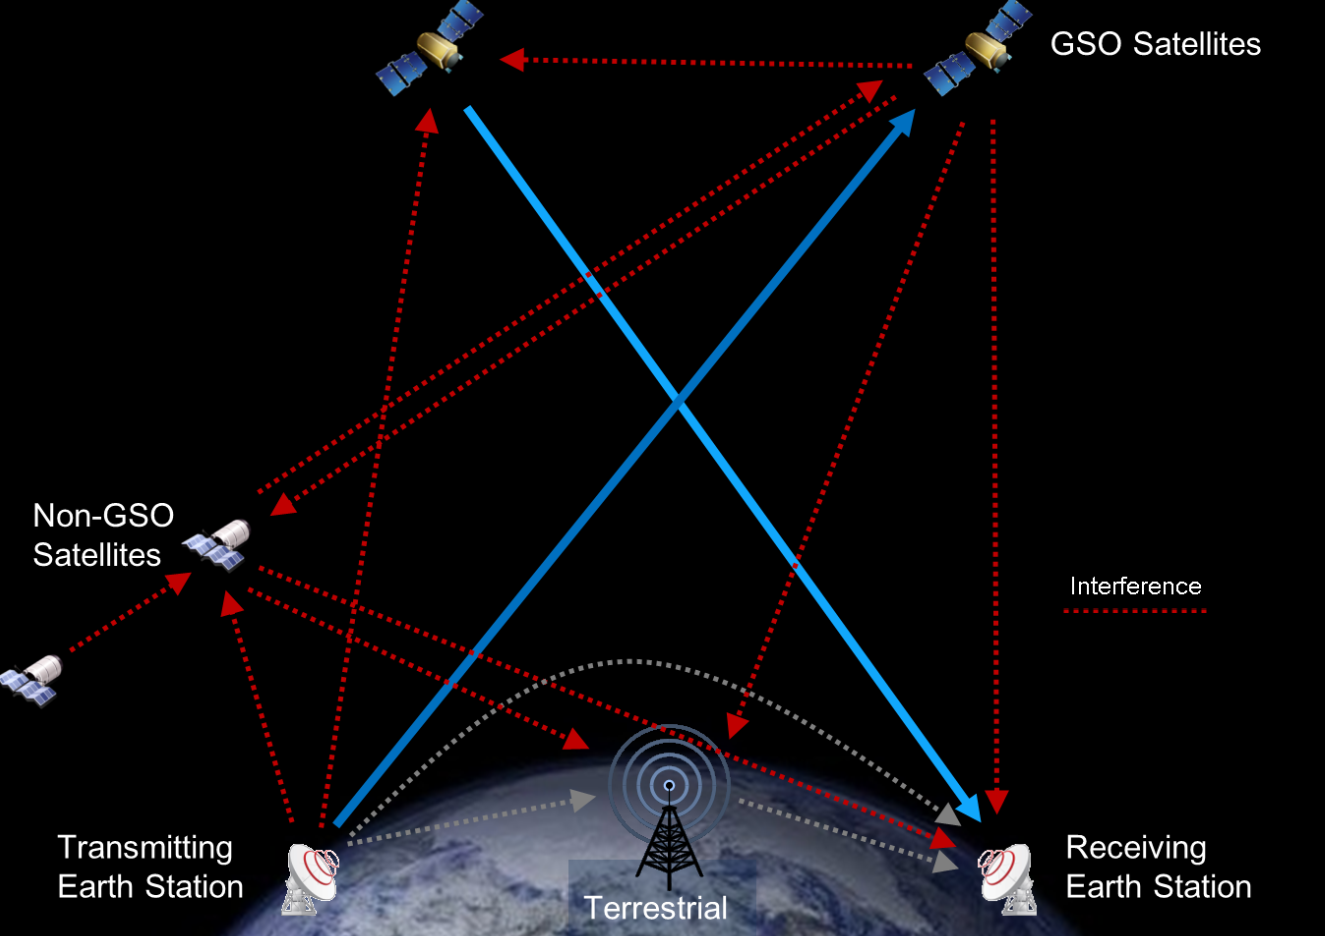 GSO Satellites
Non-GSO
Satellites
Interference
Transmitting
Earth Station
Terrestrial
Receiving
Earth Station